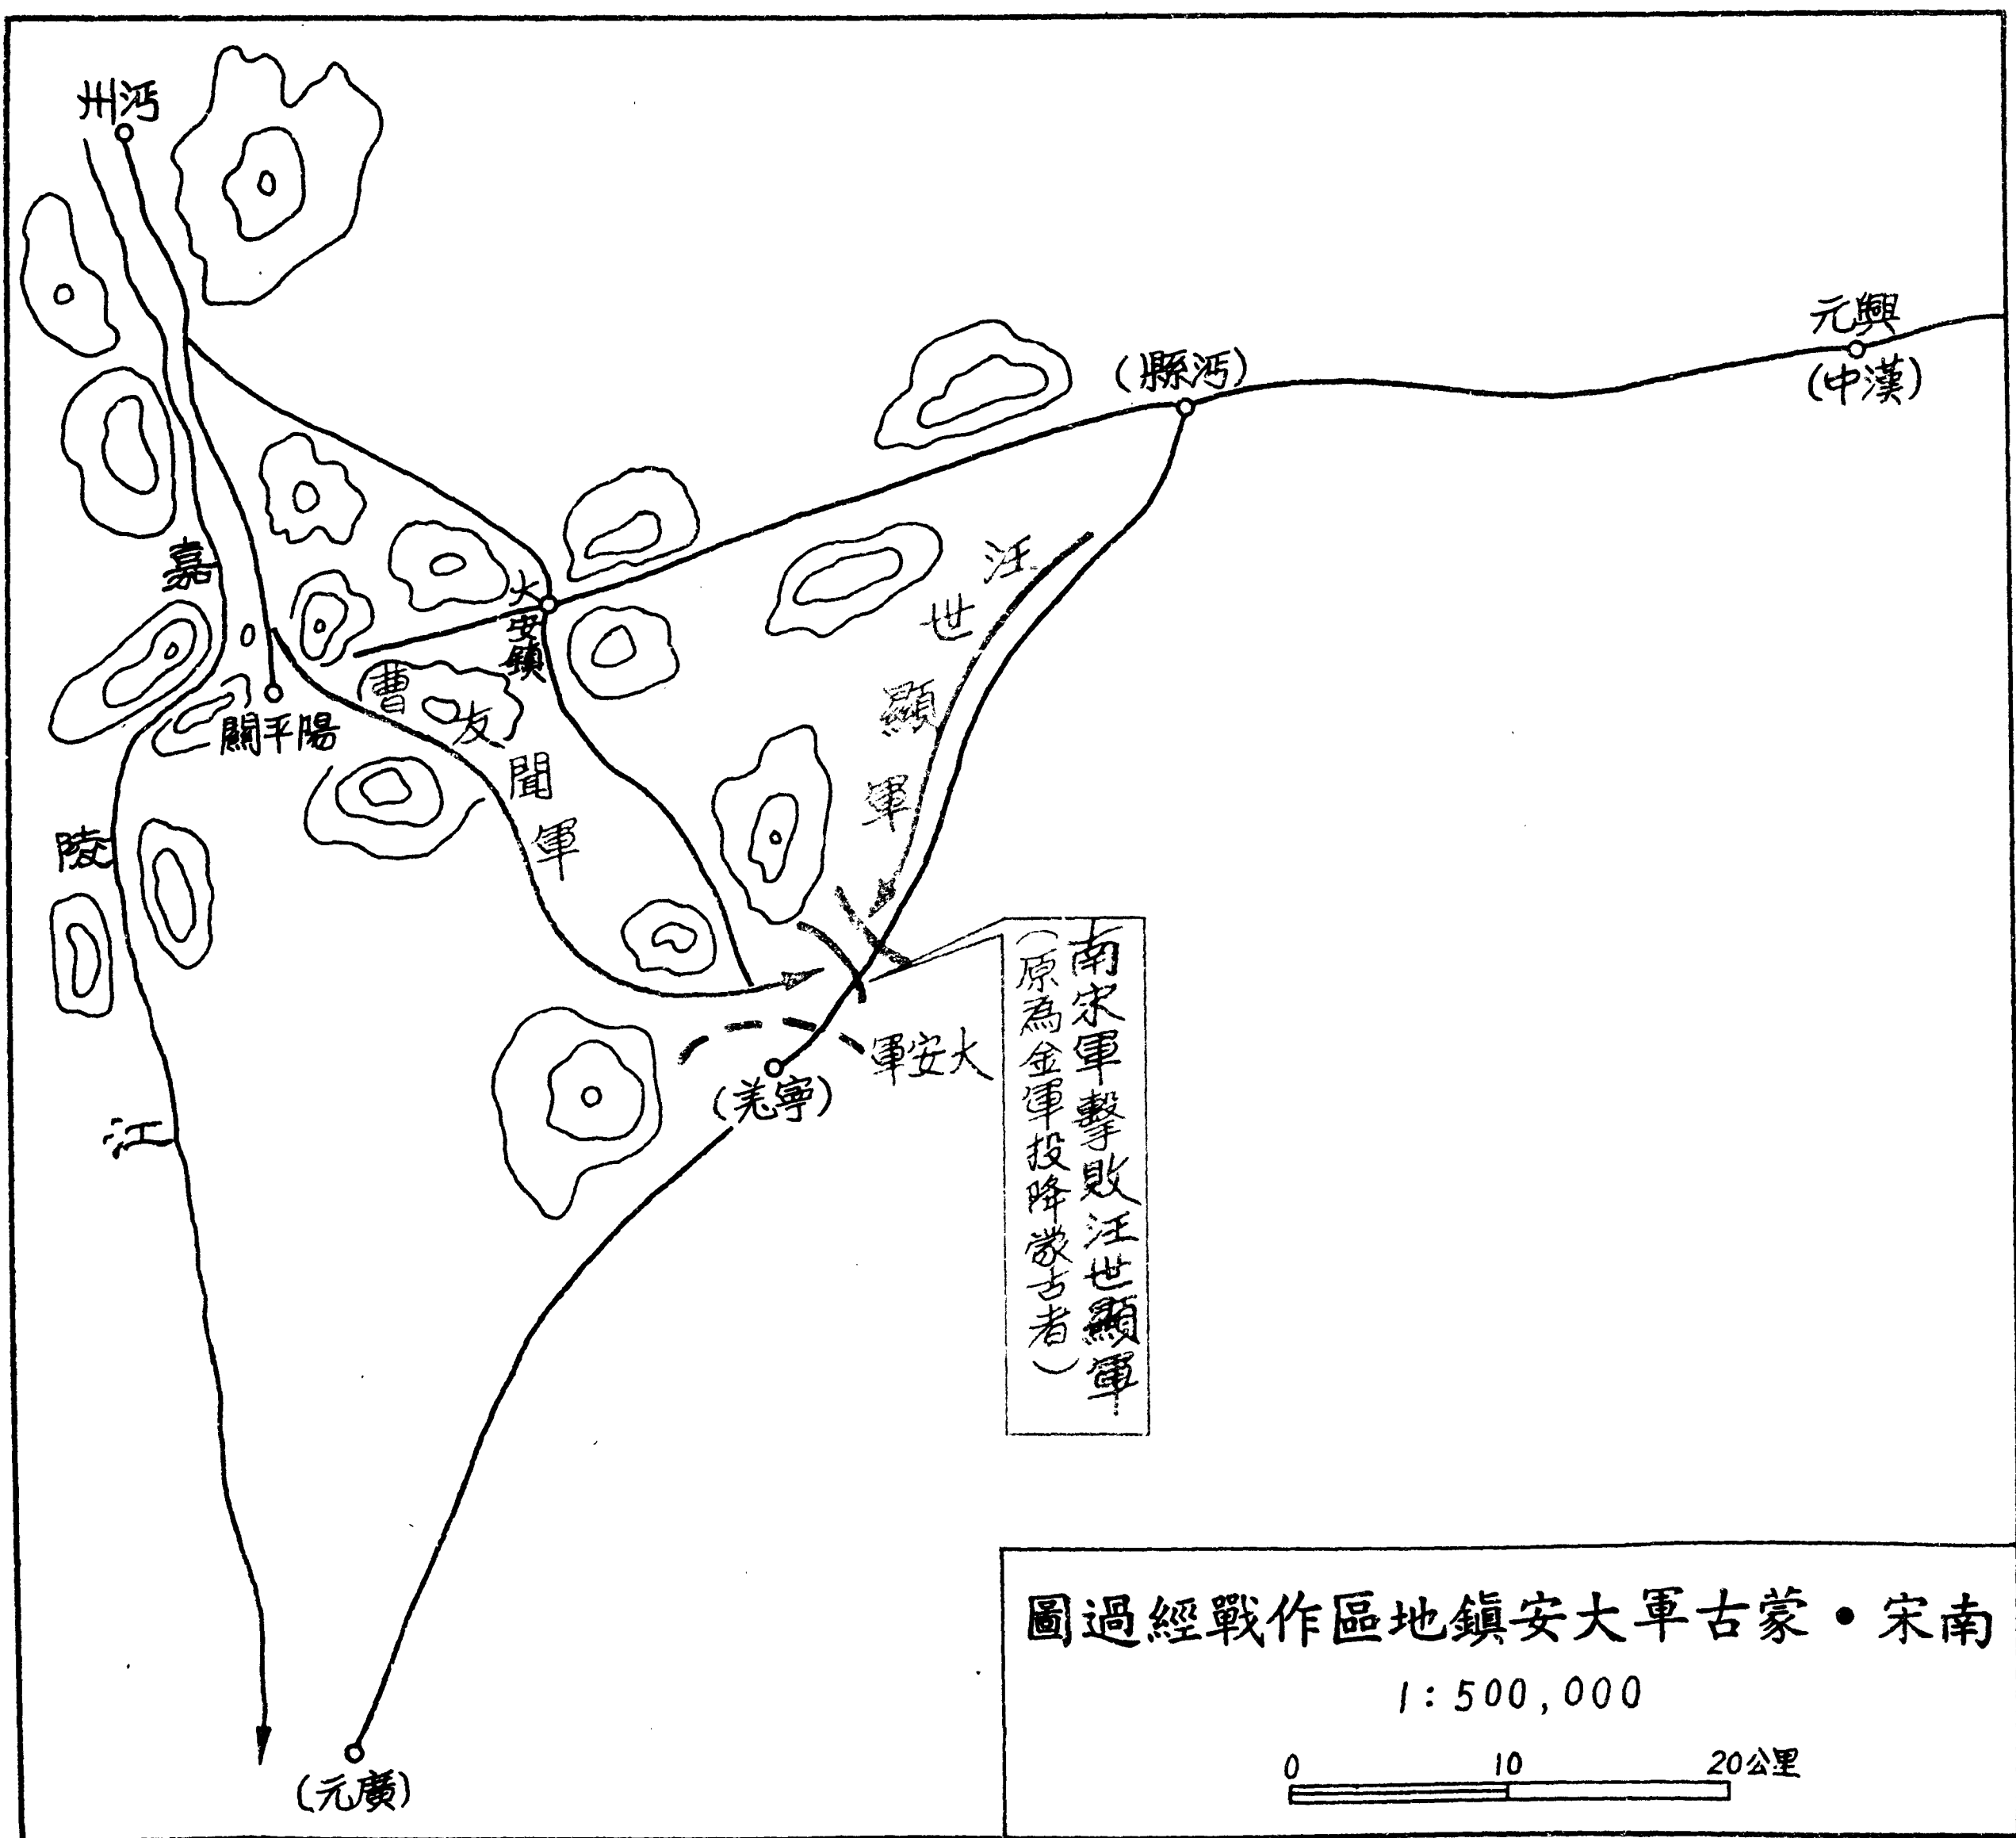 沔州
興元
(漢中)
(沔縣)
嘉陵江
大安鎮
陽平關
曹友聞軍
汪世顯軍
大安軍
(寧羌)
南宋軍擊敗汪世顯軍
(原為金軍投降蒙古者)
(廣元)
南宋•蒙古軍大安鎮地區作戰經過圖
1:500,000
0 10 20公里